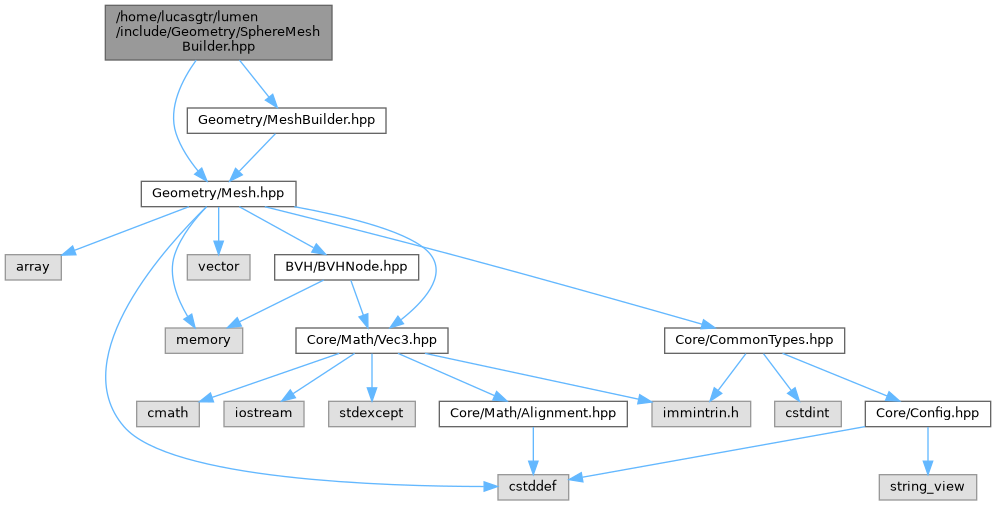 /home/lucasgtr/lumen
/include/Geometry/SphereMesh
Builder.hpp
Geometry/MeshBuilder.hpp
Geometry/Mesh.hpp
array
vector
BVH/BVHNode.hpp
memory
Core/Math/Vec3.hpp
Core/CommonTypes.hpp
cmath
iostream
stdexcept
Core/Math/Alignment.hpp
immintrin.h
cstdint
Core/Config.hpp
cstddef
string_view